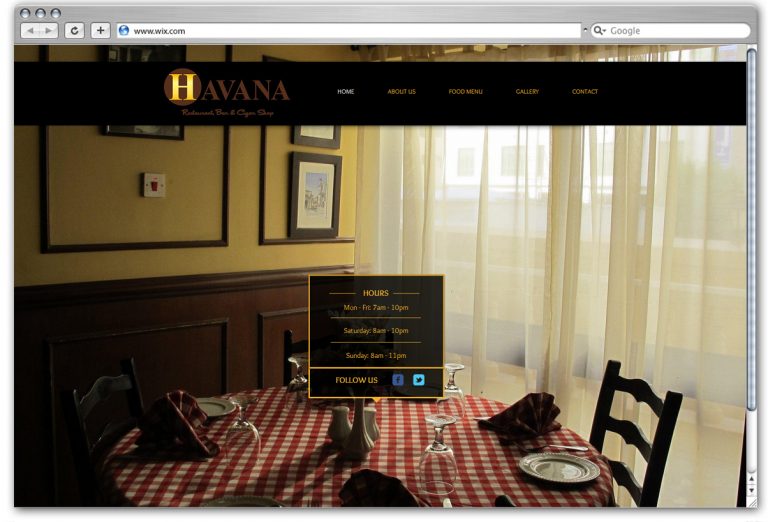 www.wix.com
Google
HAVANA
Restaurant, Bar & Cigar Shop
HOME
ABOUT US
FOOD MENU
GALLERY
CONTACT
HOURS
Mon - Fri: 7am - 10pm
Saturday: 8am - 10pm
Sunday: 8am - 11pm
FOLLOW US